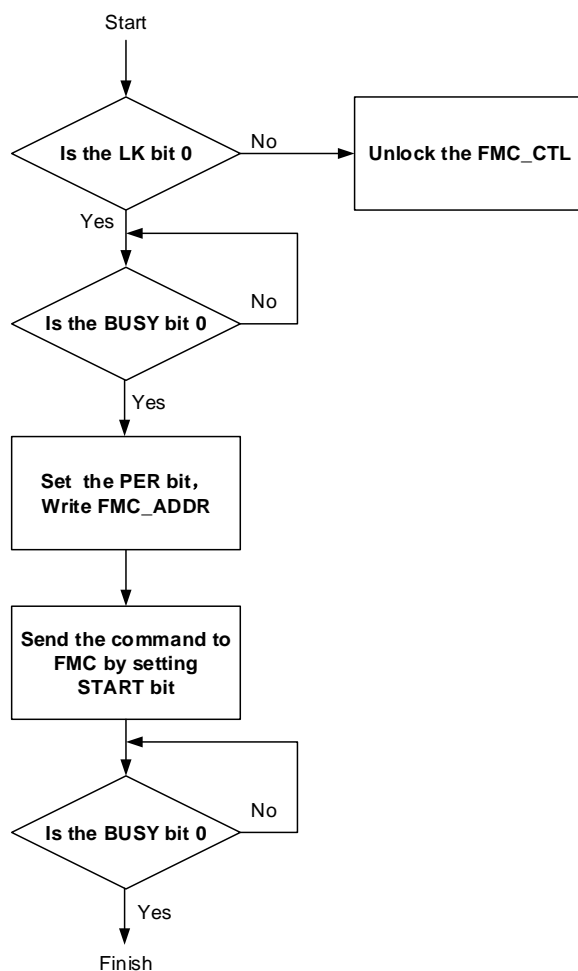 Start
Is the LK bit 0
No
Unlock the FMC_CTL
Yes
Is the BUSY bit 0
No
Yes
Set  the PER bit，
Write FMC_ADDR
Send the command to
FMC by setting
START bit
Is the BUSY bit 0
No
Yes
Finish